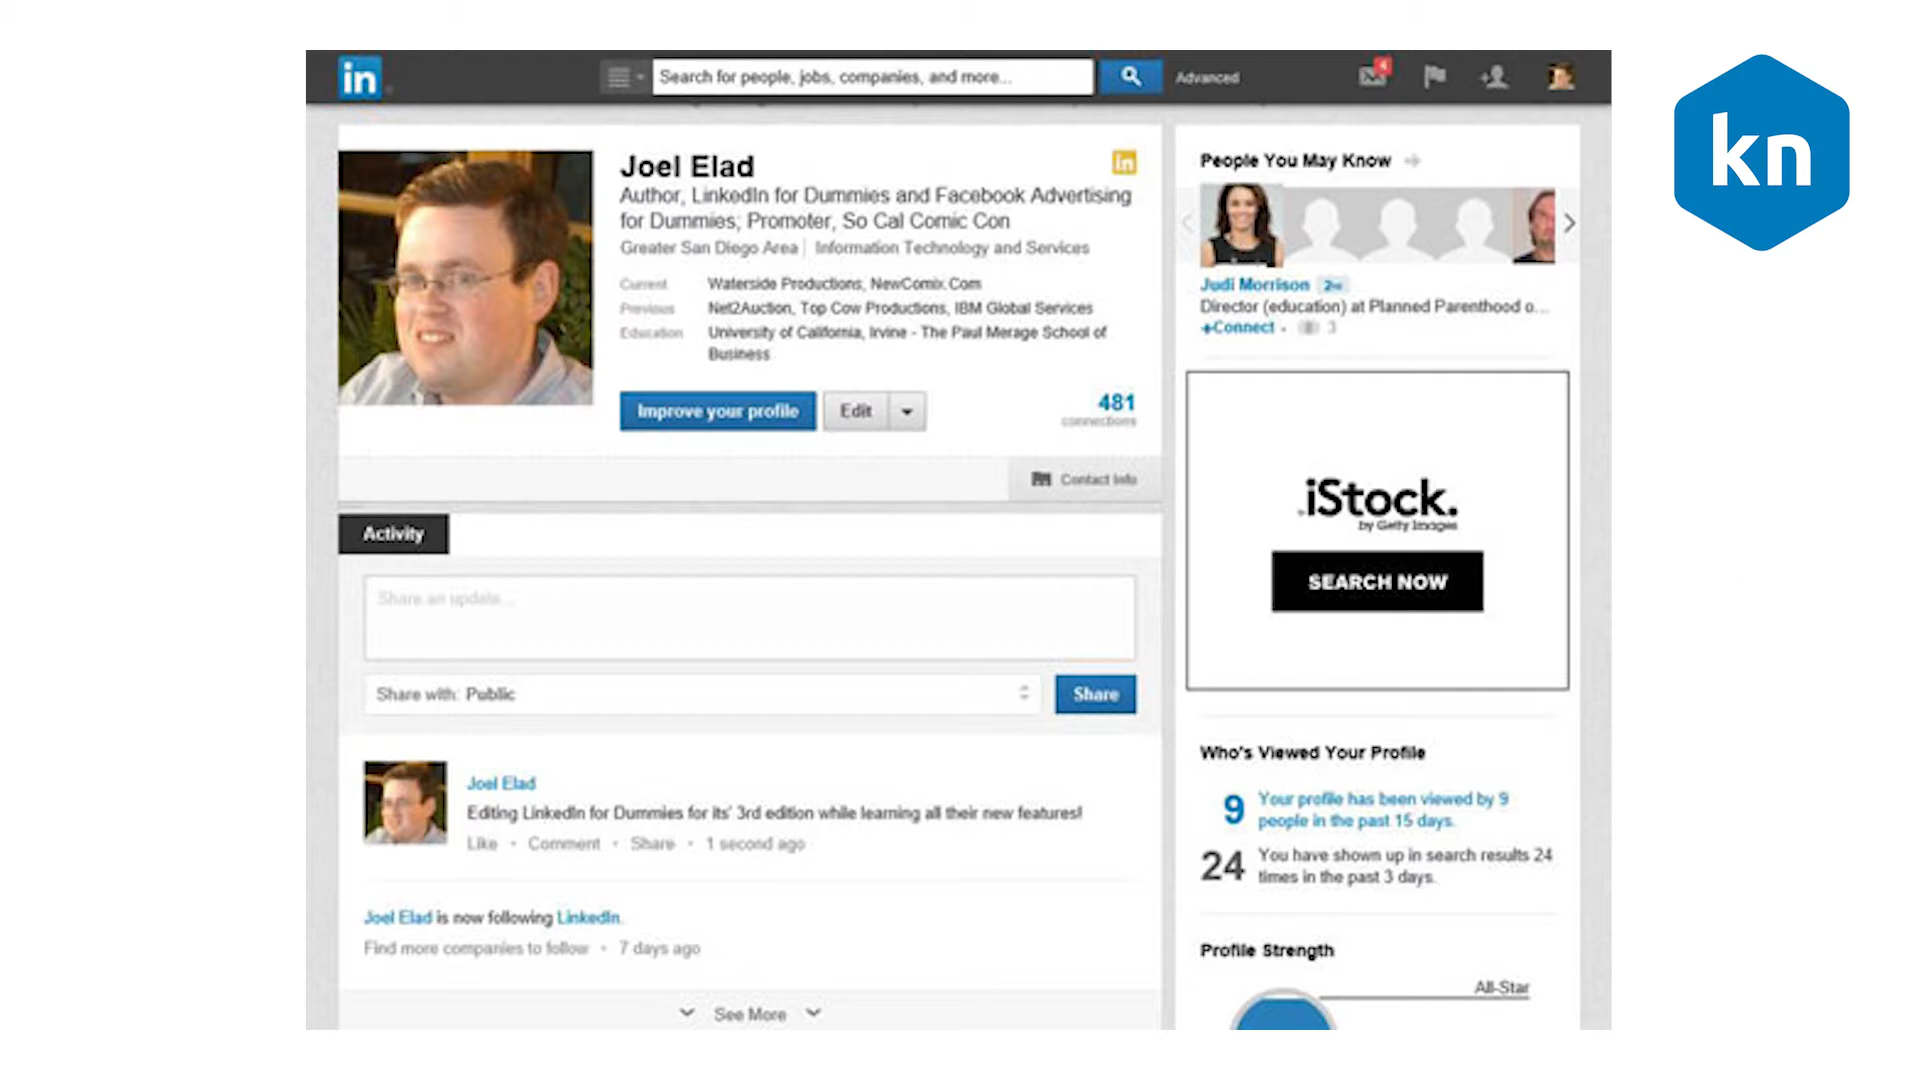 in
Search for people, jobs, companies, and more...
Advanced
4
kn
Joel Elad
in
Author, LinkedIn for Dummies and Facebook Advertising
for Dummies; Promoter, So Cal Comic Con
Greater San Diego Area | Information Technology and Services
Current Waterside Productions, NewComix.Com
Previous Net2Auction, Top Cow Productions, IBM Global Services
Education University of California, Irvine - The Paul Merage School of
Business
Improve your profile
Edit
481
connections
Contact Info
Activity
Share an update...
Share with: Public
Share
Joel Elad
Editing LinkedIn for Dummies for its' 3rd edition while learning all their new features!
Like • Comment • Share • 1 second ago
Joel Elad is now following LinkedIn.
Find more companies to follow • 7 days ago
See More
People You May Know
Judi Morrison 2nd
Director (education) at Planned Parenthood o...
+Connect • 3
iStock.
by Getty Images
SEARCH NOW
Who's Viewed Your Profile
9 Your profile has been viewed by 9
people in the past 15 days.
24 You have shown up in search results 24
times in the past 3 days.
Profile Strength
All-Star